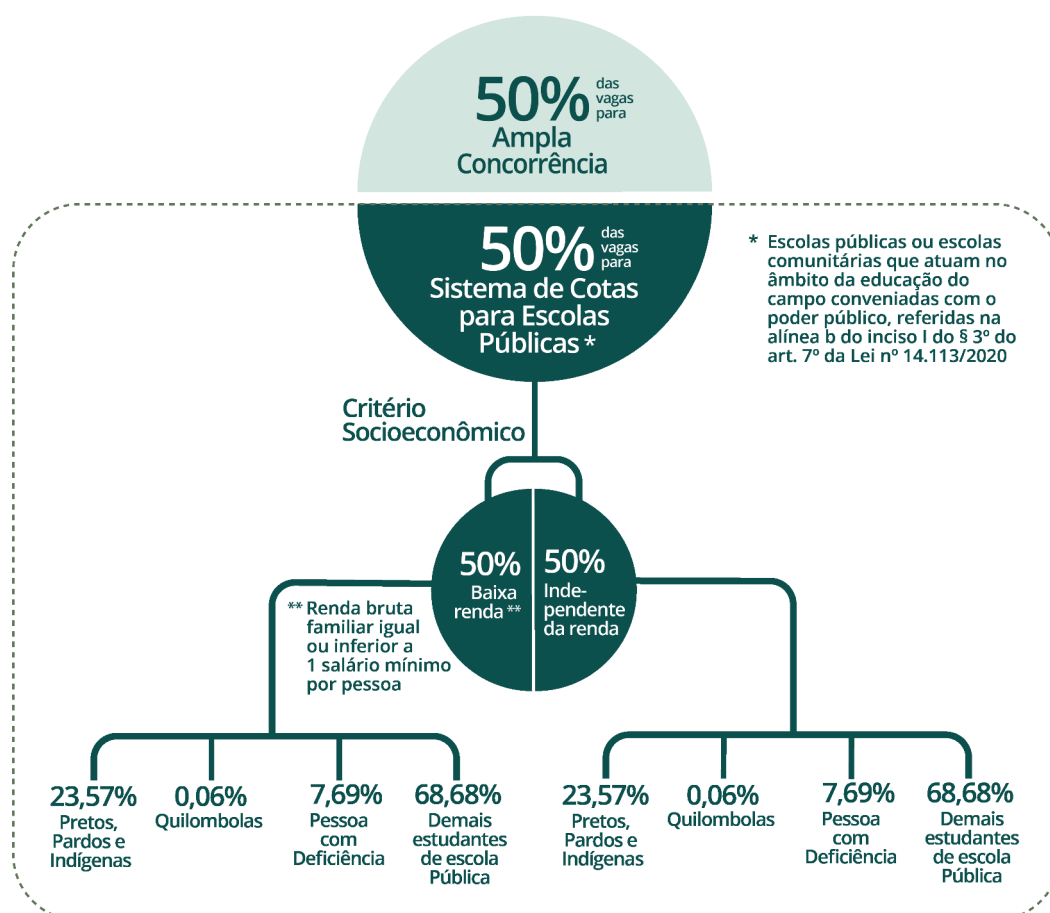 50% das
vagas
para
Ampla
Concorrência
50% das
vagas
para
Sistema de Cotas
para Escolas
Públicas *
* Escolas públicas ou escolas
comunitárias que atuam no
âmbito da educação do
campo conveniadas com o
poder público, referidas na
alínea b do inciso I do § 3º do
art. 7º da Lei nº 14.113/2020
Critério
Socioeconômico
50%
Baixa
renda **
50%
Inde-
pendente
da renda
** Renda bruta
familiar igual
ou inferior a
1 salário mínimo
por pessoa
23,57%
Pretos,
Pardos e
Indígenas
0,06%
Quilombolas
7,69%
Pessoa
com
Deficiência
68,68%
Demais
estudantes
de escola
Pública
23,57%
Pretos,
Pardos e
Indígenas
0,06%
Quilombolas
7,69%
Pessoa
com
Deficiência
68,68%
Demais
estudantes
de escola
Pública